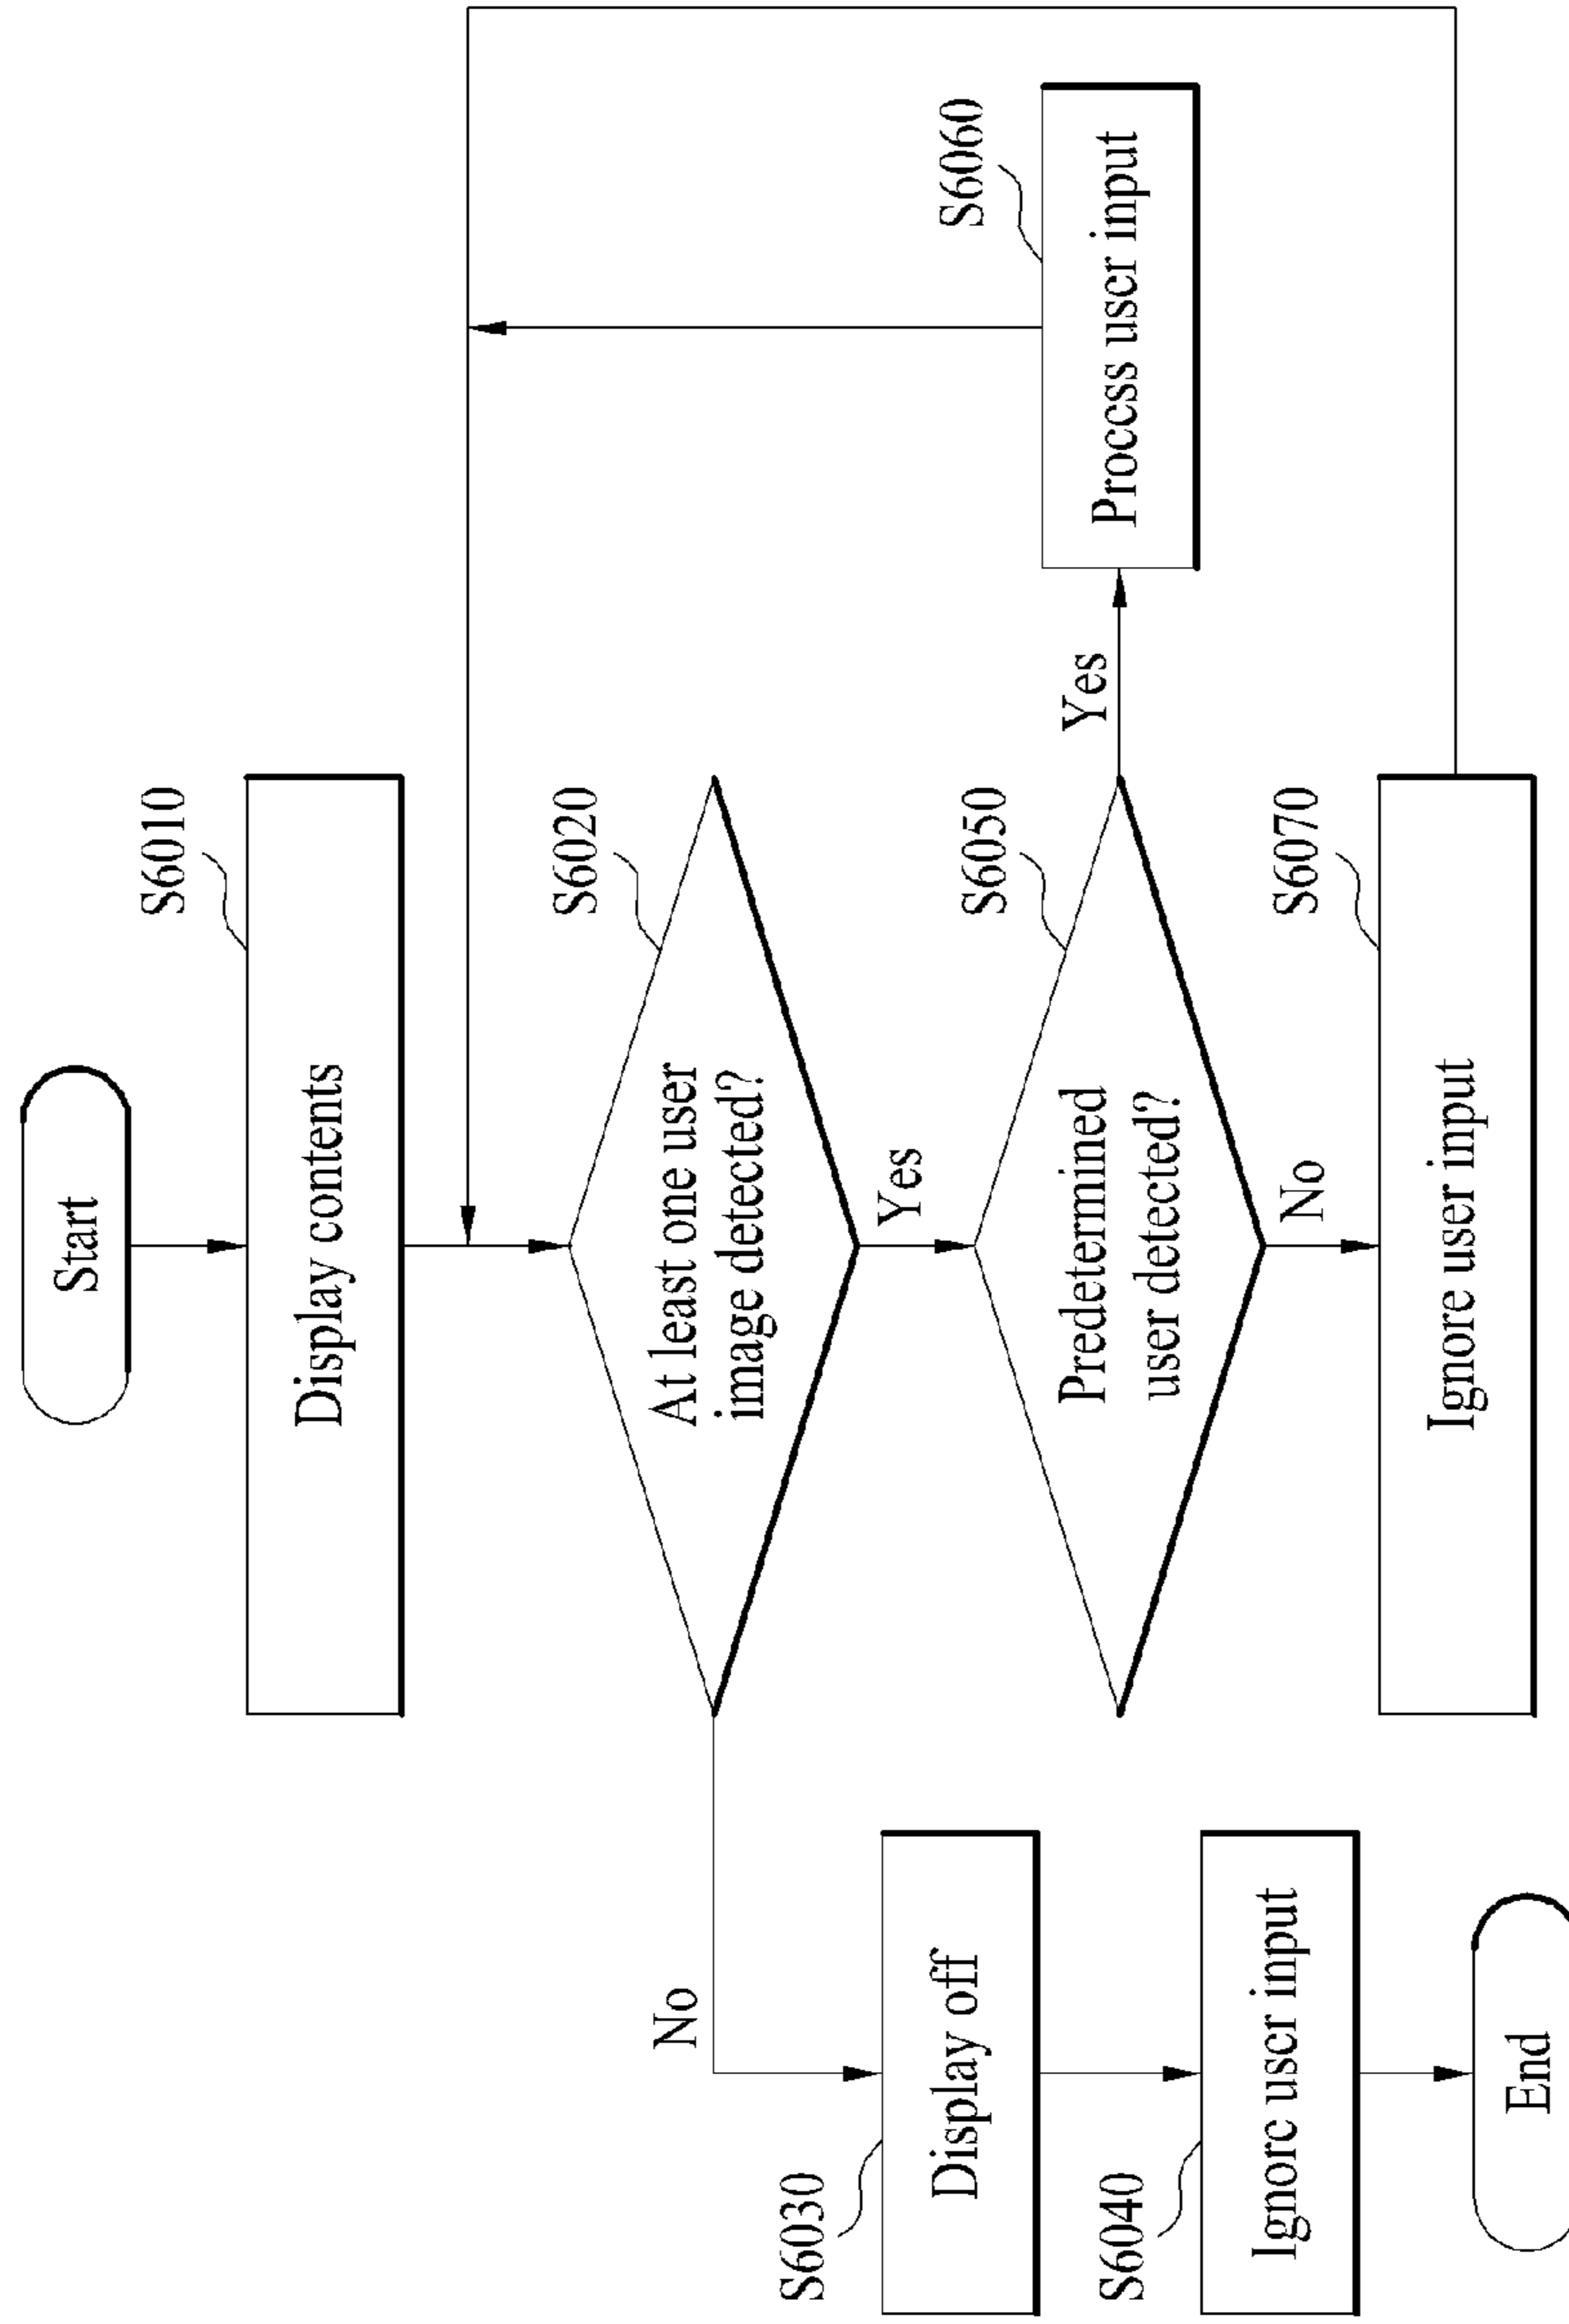 Start
S6010
Display contents
S6020
At least one user
image detected?
No
Yes
S6030
Display off
S6050
Predetermined
user detected?
Yes
S6060
Process user input
No
S6040
Ignore user input
S6070
Ignore user input
End